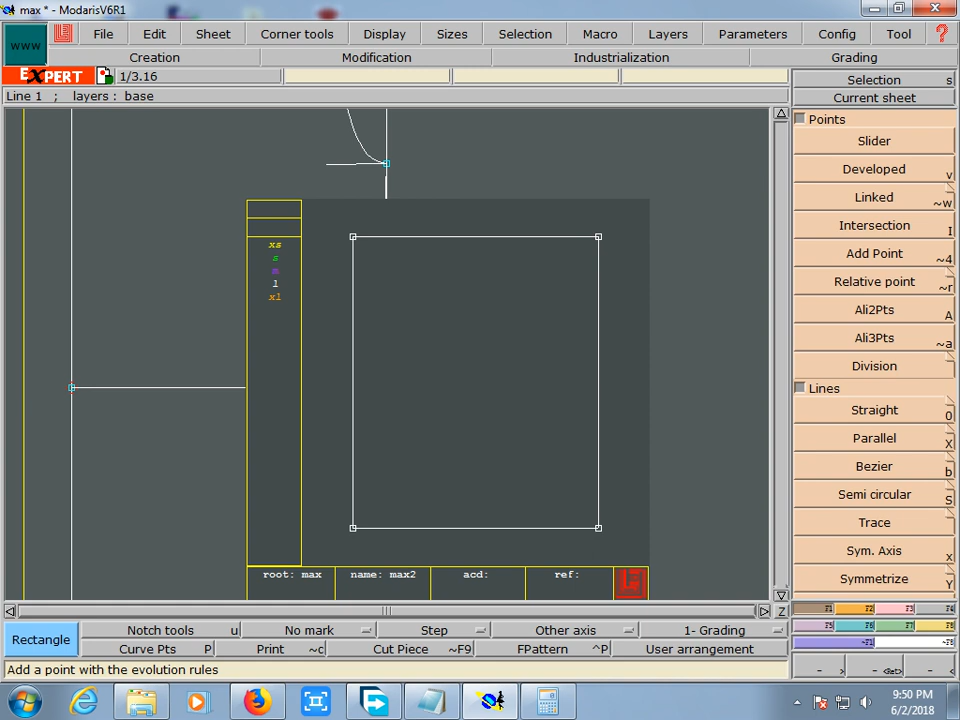 max * - ModarisV6R1
www
File Edit Sheet Corner tools Display Sizes Selection Macro Layers Parameters Config Tool ?
Creation Modification Industrialization Grading
EXPERT 1/3.16
Selection s
Line 1 ; layers : base
Current sheet
Points
Slider
Developed v
Linked ~w
Intersection I
Add Point ~4
Relative point ~r
Ali2Pts A
Ali3Pts ~a
Division
Lines
Straight 0
Parallel X
Bezier b
Semi circular S
Trace
Sym. Axis x
Symmetrize Y
xs
s
m
l
xl
root: max name: max2 acd: ref:
Z
F1 F2 F3 F4
F5 F6 F7 F8
~F1 ~F8
Rectangle
Notch tools u No mark Step Other axis 1- Grading
Curve Pts P Print ~c Cut Piece ~F9 FPattern ^P User arrangement
Add a point with the evolution rules
- > - <Ret> - <
9:50 PM
6/2/2018